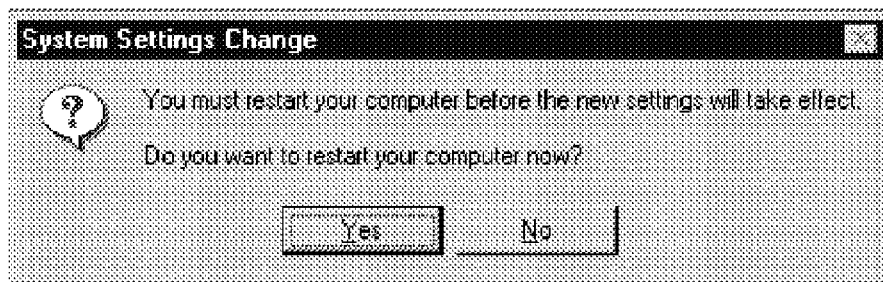 System Settings Change
You must restart your computer before the new settings will take effect.
Do you want to restart your computer now?
Yes No